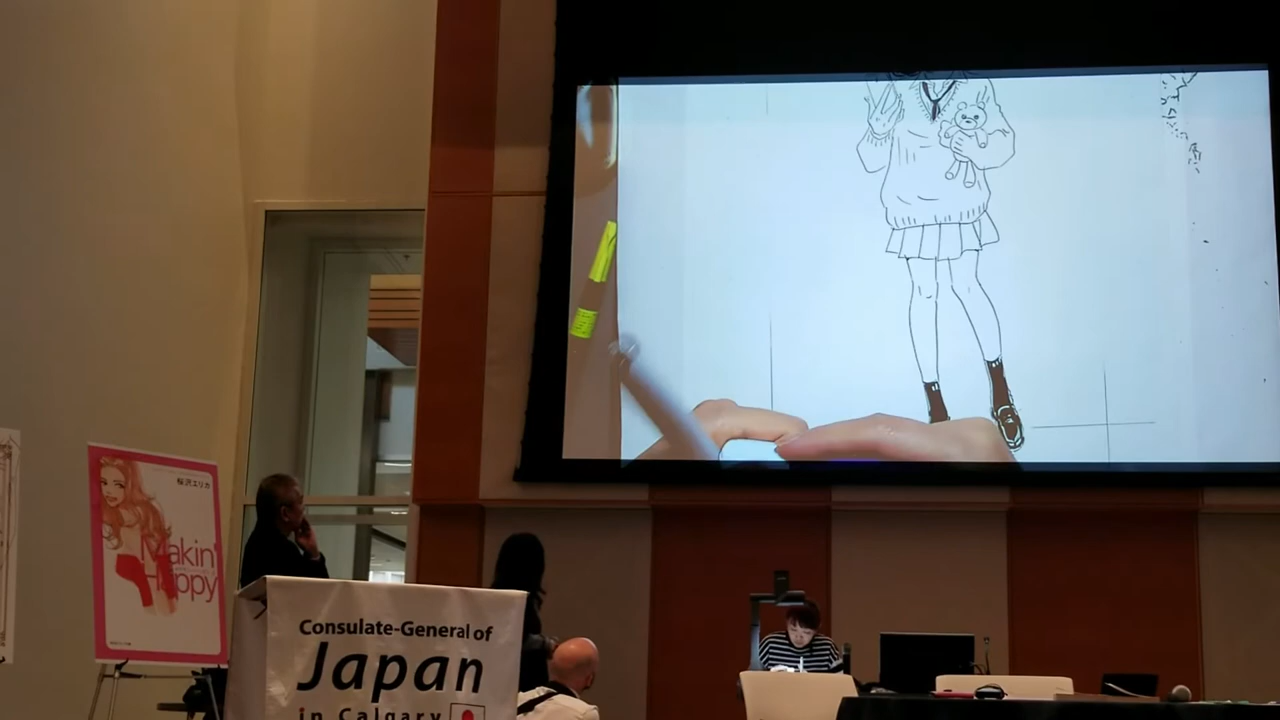 桜沢エリカ
Makin'
Happy
Consulate-General of
Japan
in Calgary